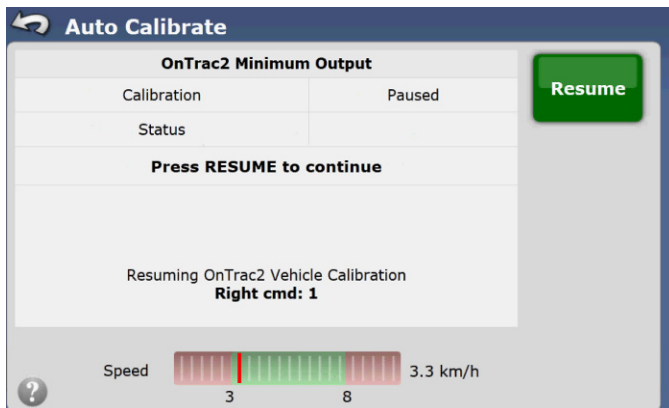 Auto Calibrate
OnTrac2 Minimum Output
Calibration Paused
Resume
Status
Press RESUME to continue
Resuming OnTrac2 Vehicle Calibration
Right cmd: 1
Speed 3.3 km/h
3 8
?